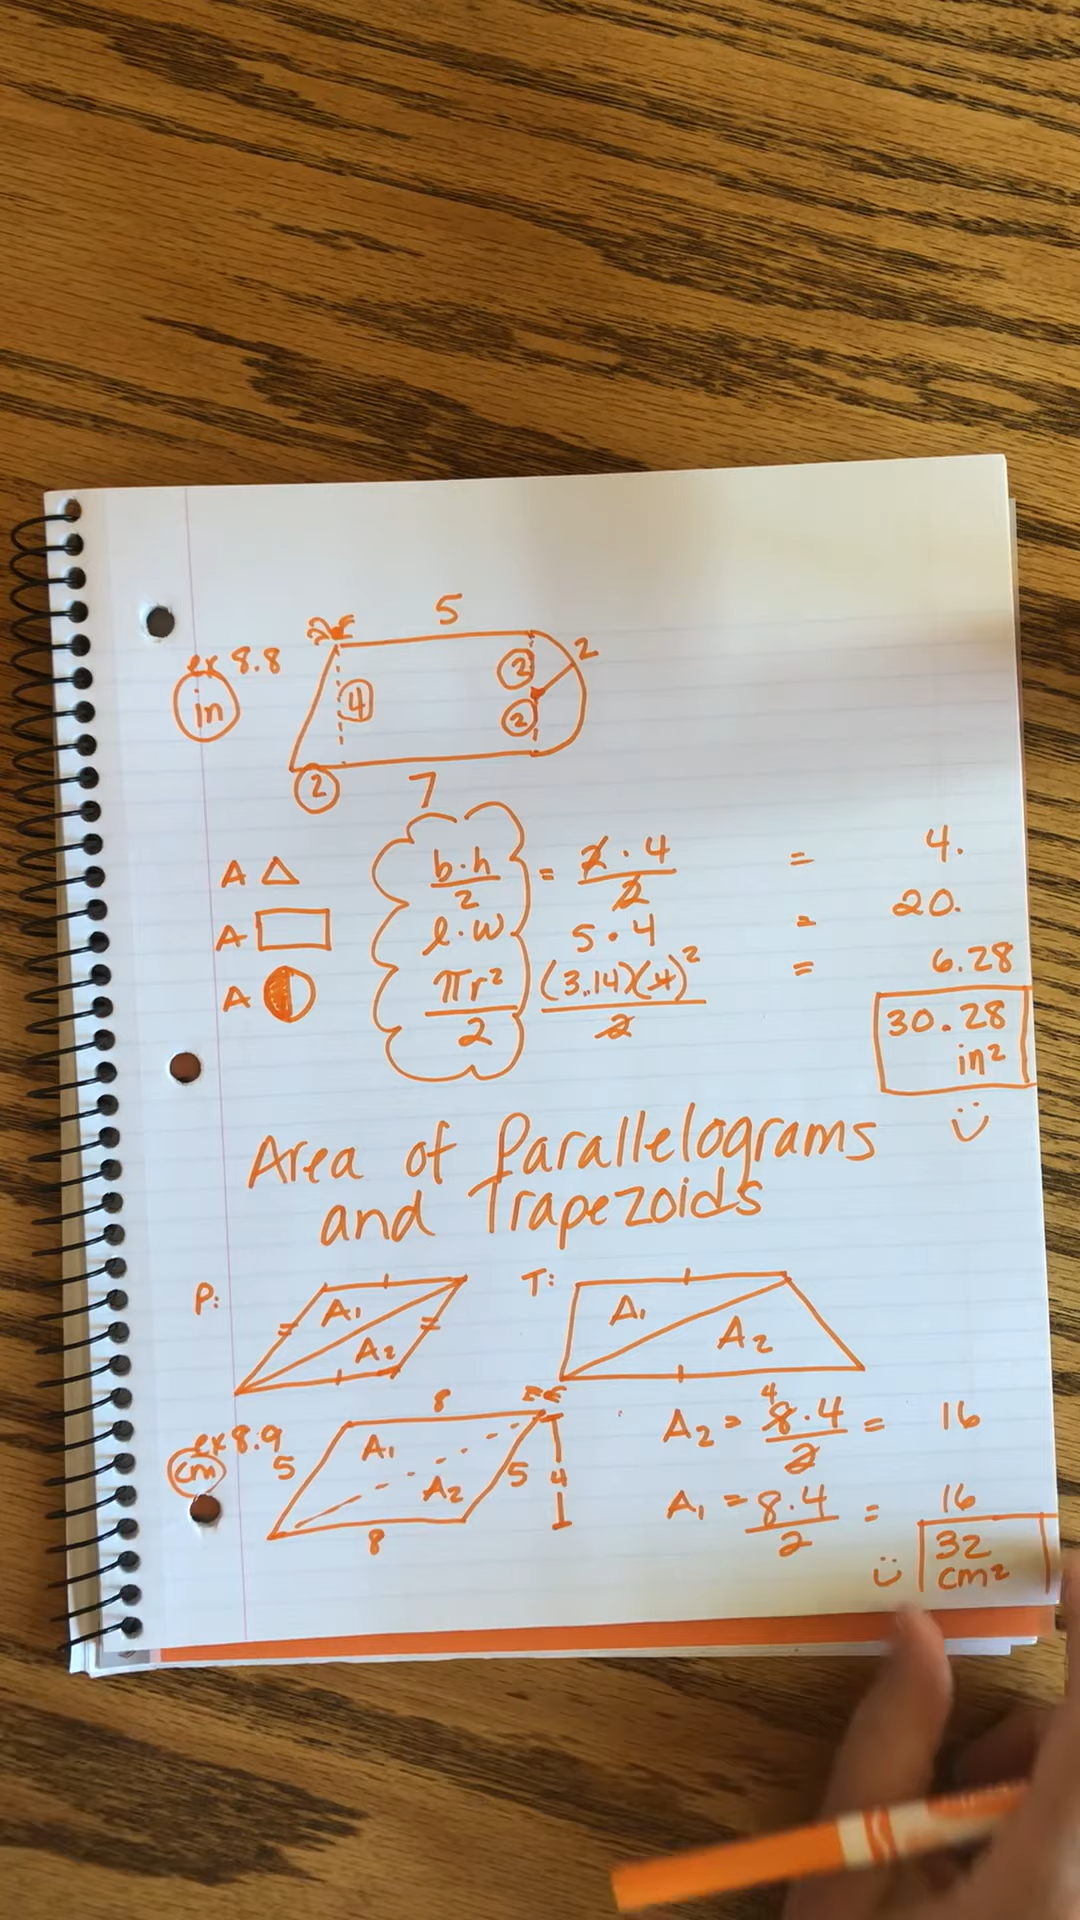 5
ex 8.8
in
2
4
2
2
2
7
A △ b·h/2 = 2·4/2 = 4.
A ▭ l·w 5·4 = 20.
A ◐ πr²/2 (3.14)(4)²/2 = 6.28
30.28
in²
Area of Parallelograms
and Trapezoids
P: A₁ A₂
T: A₁ A₂
ex 8.9
cm
8
5
A₁
A₂
5
4
8
A₂ = 8·4/2 = 16
4
A₁ = 8·4/2 = 16
32
cm²